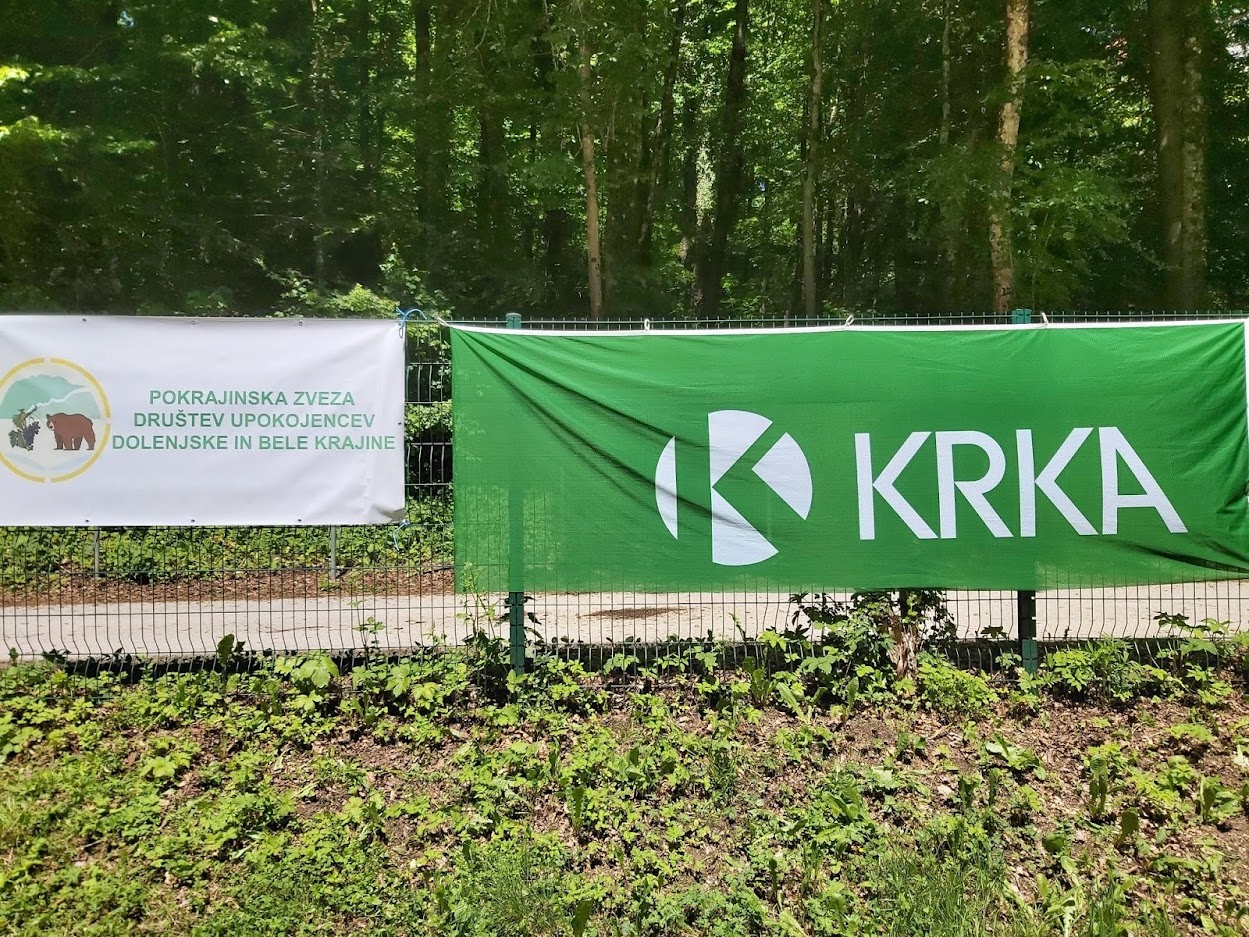 POKRAJINSKA ZVEZA
DRUŠTEV UPOKOJENCEV
DOLENJSKE IN BELE KRAJINE
KRKA